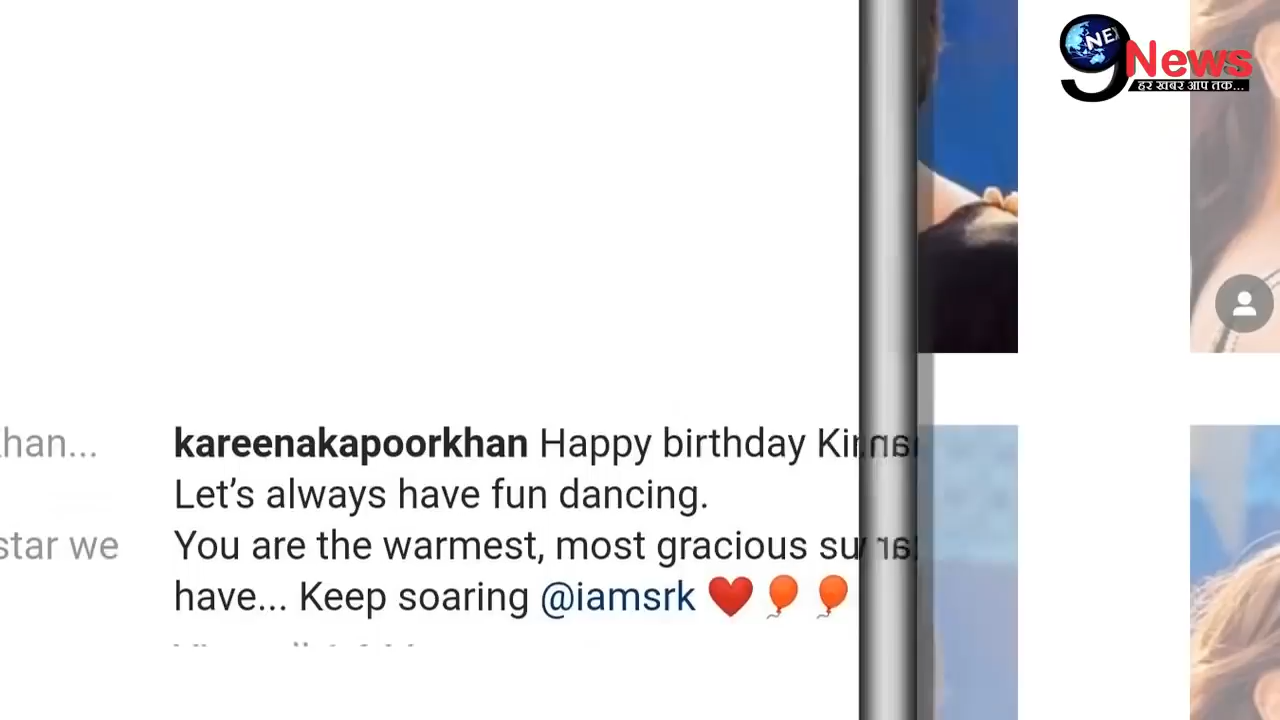 NEX
9News
हर खबर आप तक...
kareenakapoorkhan Happy birthday
Let's always have fun dancing.
You are the warmest, most gracious
have... Keep soaring @iamsrk ❤️🎈🎈
star we